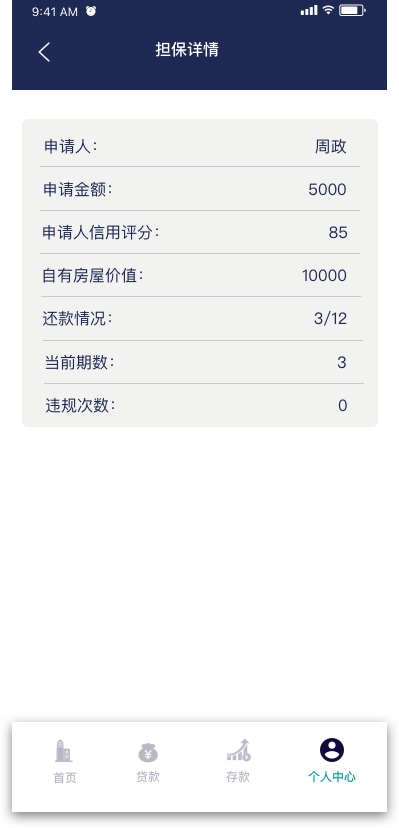 9:41 AM
担保详情
申请人： 周政
申请金额： 5000
申请人信用评分： 85
自有房屋价值： 10000
还款情况： 3/12
当前期数： 3
违规次数： 0
首页 贷款 存款 个人中心